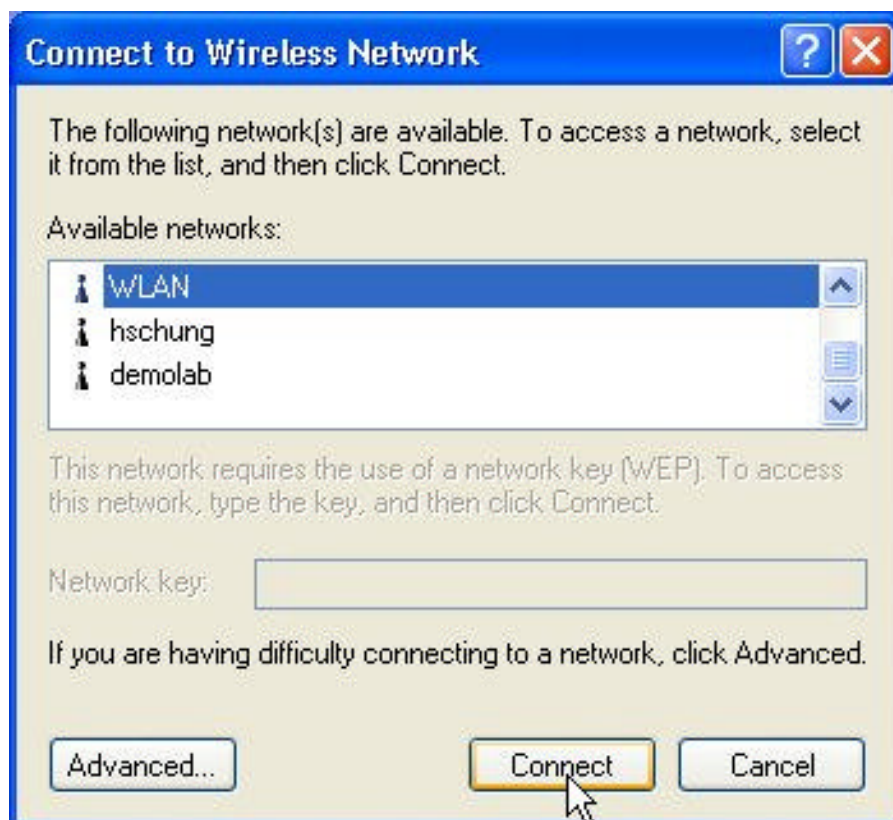 Connect to Wireless Network
The following network(s) are available. To access a network, select
it from the list, and then click Connect.
Available networks:
WLAN
hschung
demolab
This network requires the use of a network key (WEP). To access
this network, type the key, and then click Connect.
Network key:
If you are having difficulty connecting to a network, click Advanced.
Advanced... Connect Cancel